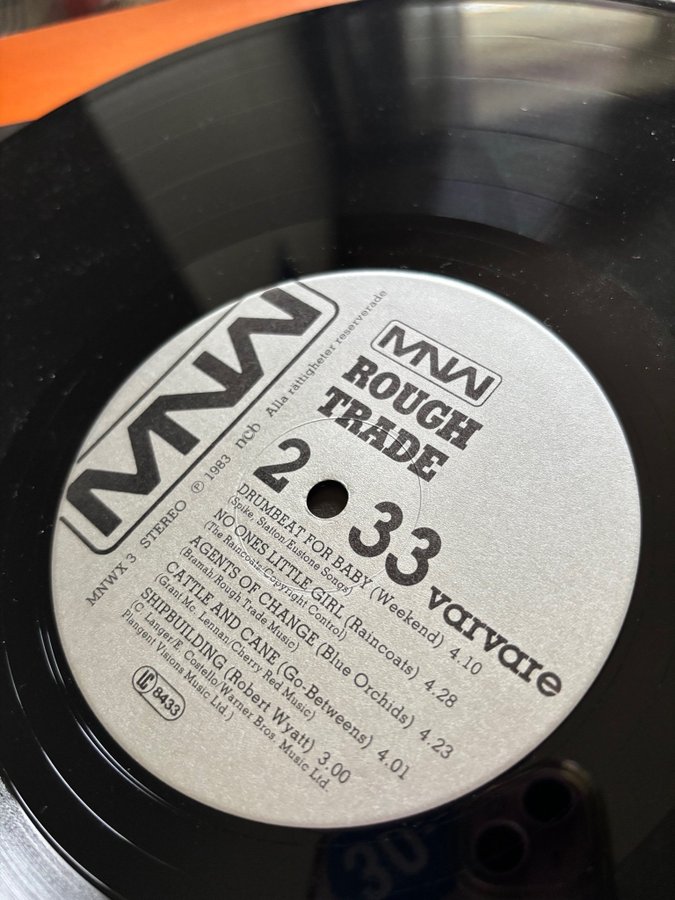 MNW
MNWX 3 STEREO Ⓟ 1983 ncb Alla rättigheter reserverade
MNW
ROUGH
TRADE
2 33 varvare
DRUMBEAT FOR BABY (Weekend) 4.10
(Spike, Statton/Eustone Songs)
NO ONES LITTLE GIRL (Raincoats) 4.28
(The Raincoats/Copyright Control)
AGENTS OF CHANGE (Blue Orchids) 4.23
(Bramah/Rough Trade Music)
CATTLE AND CANE (Go-Betweens) 4.01
(Grant Mc. Lennan/Cherry Red Music)
SHIPBUILDING (Robert Wyatt) 3.00
(C. Langer/E. Costello/Warner Bros. Music Ltd.
Plangent Visions Music Ltd.)
LC 8433
30